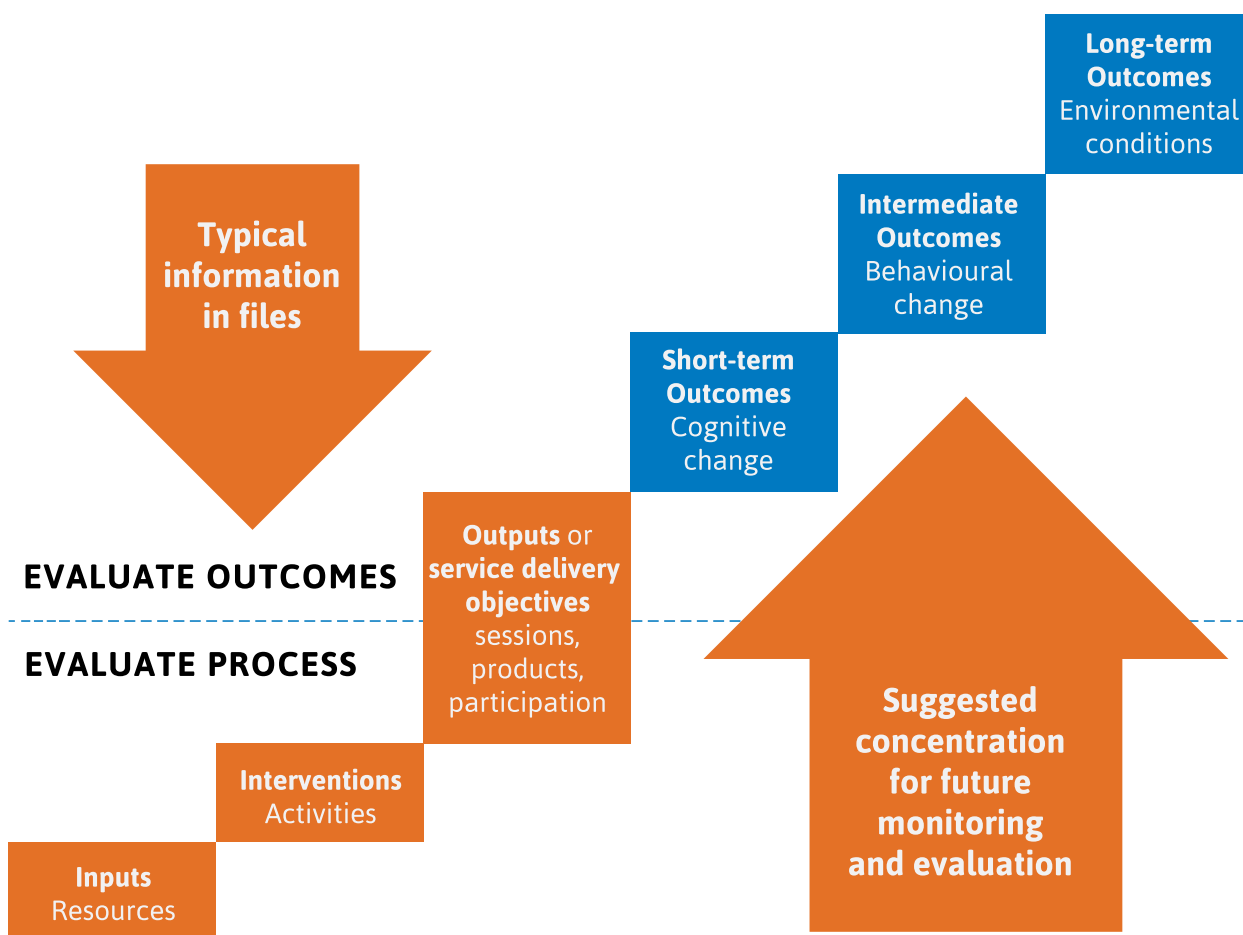 Long-term
Outcomes
Environmental
conditions
Intermediate
Outcomes
Behavioural
change
Typical
information
in files
Short-term
Outcomes
Cognitive
change
Outputs or
service delivery
objectives
sessions,
products,
participation
EVALUATE OUTCOMES
EVALUATE PROCESS
Suggested
concentration
for future
monitoring
and evaluation
Interventions
Activities
Inputs
Resources